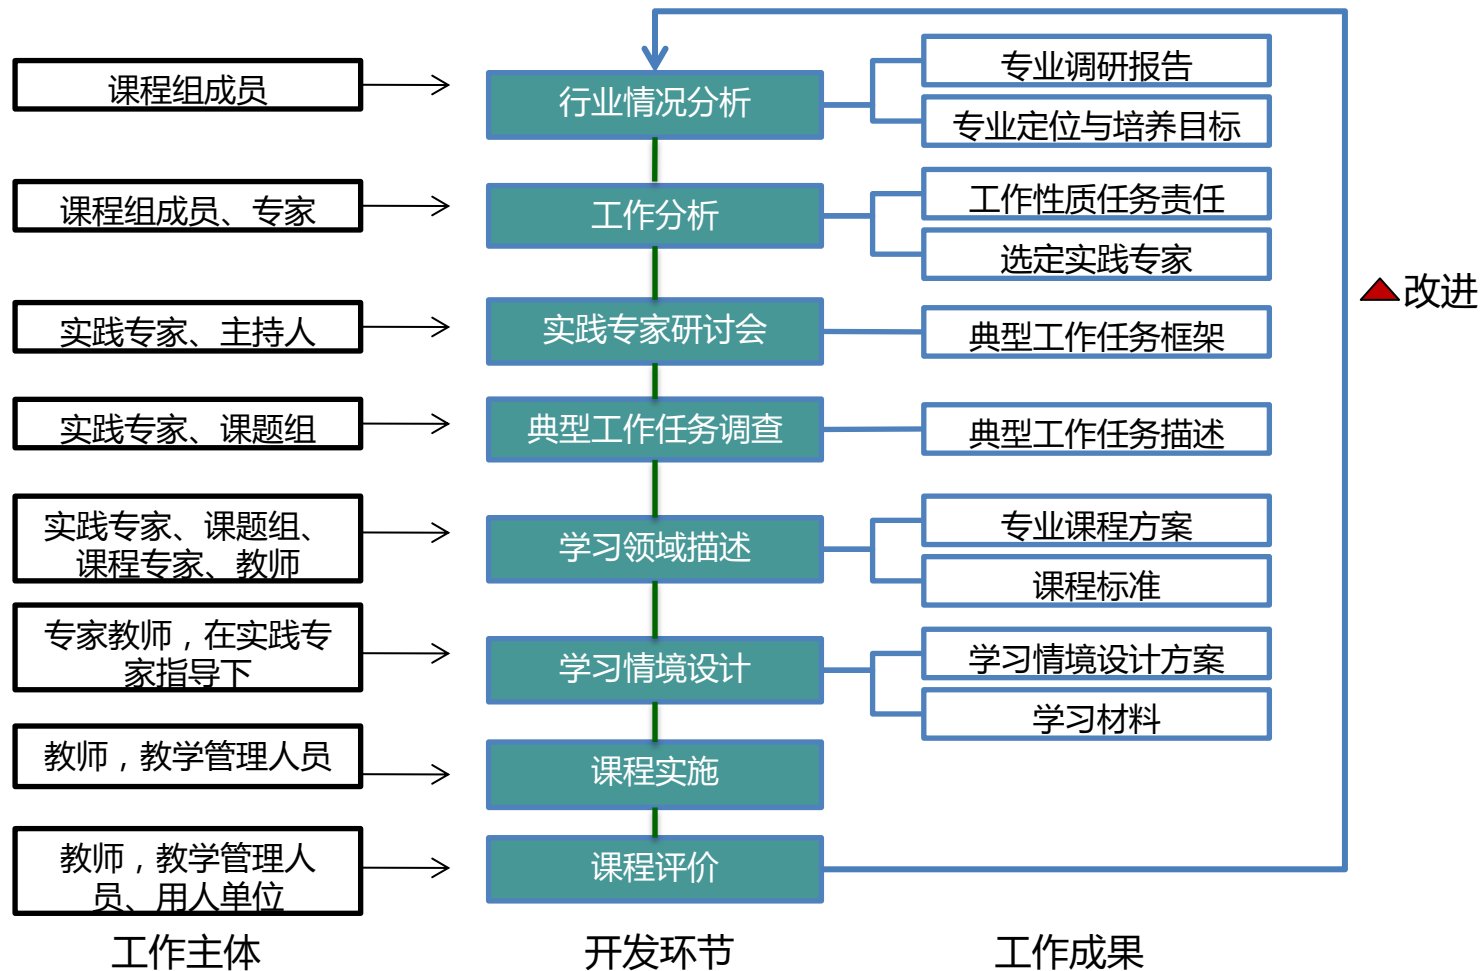 课程组成员
行业情况分析
专业调研报告
专业定位与培养目标
课程组成员、专家
工作分析
工作性质任务责任
选定实践专家
改进
实践专家、主持人
实践专家研讨会
典型工作任务框架
实践专家、课题组
典型工作任务调查
典型工作任务描述
实践专家、课题组、
课程专家、教师
学习领域描述
专业课程方案
课程标准
专家教师，在实践专
家指导下
学习情境设计
学习情境设计方案
学习材料
教师，教学管理人员
课程实施
教师，教学管理人
员、用人单位
课程评价
工作主体
开发环节
工作成果